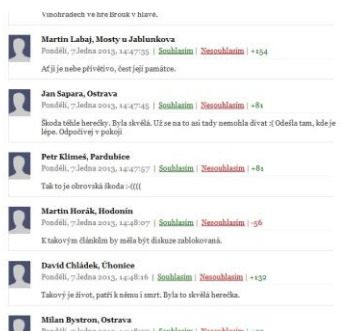 Vinohradech ve hře Brouk v hlavě.
Martin Labaj, Mosty u Jablunkova
Pondělí, 7.ledna 2013, 14:47:35 | Souhlasím | Nesouhlasím | +154
Ať jí je nebe přívětivo, čest její památce.
Jan Sapara, Ostrava
Pondělí, 7.ledna 2013, 14:47:45 | Souhlasím | Nesouhlasím | +81
Škoda téhle herečky. Byla skvělá. Už se na to asi tady nemohla dívat :( Odešla tam, kde je
lépe. Odpočívej v pokoji
Petr Klimeš, Pardubice
Pondělí, 7.ledna 2013, 14:47:57 | Souhlasím | Nesouhlasím | +81
Tak to je obrovská škoda :-((((
Martin Horák, Hodonín
Pondělí, 7.ledna 2013, 14:48:07 | Souhlasím | Nesouhlasím | -56
K takovým článkům by měla být diskuze zablokovaná.
David Chládek, Úhonice
Pondělí, 7.ledna 2013, 14:48:16 | Souhlasím | Nesouhlasím | +132
Takový je život, patří k němu i smrt. Byla to skvělá herečka.
Milan Bystron, Ostrava